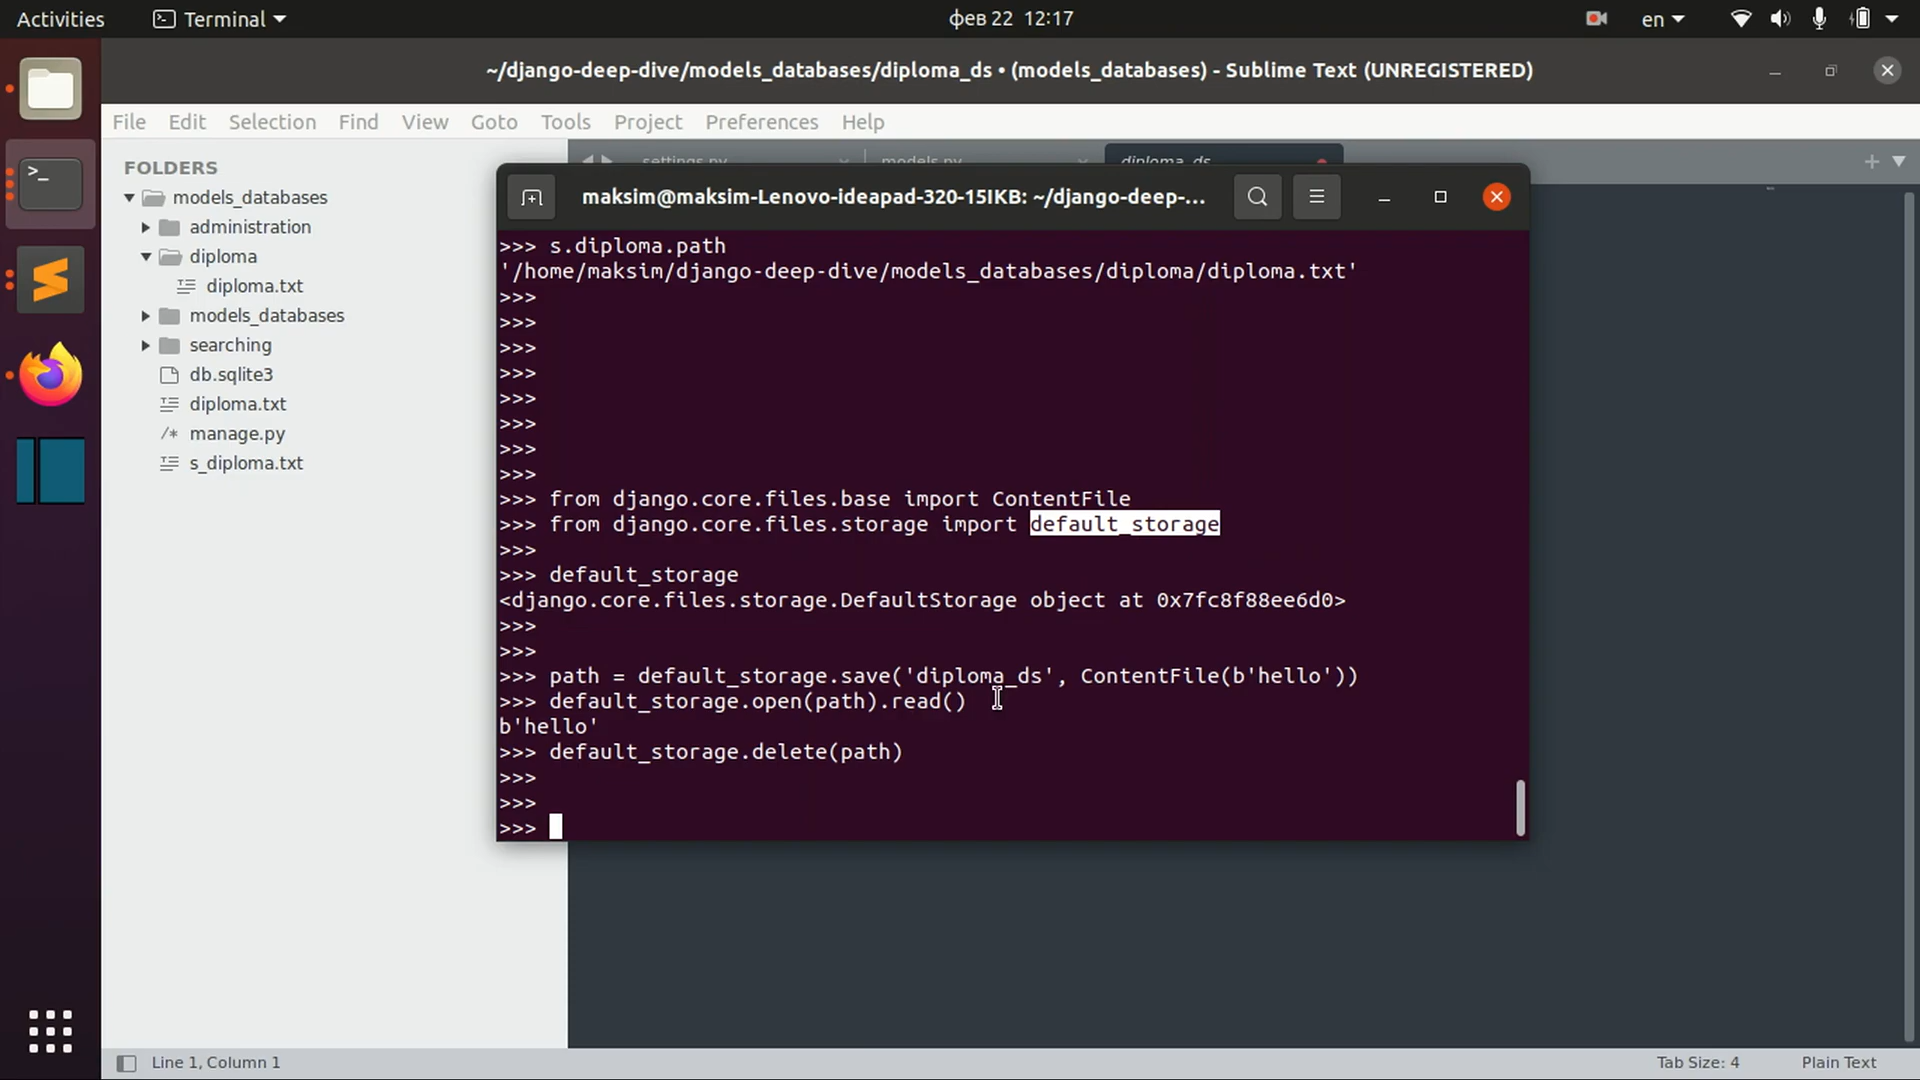 Activities
Terminal
фев 22 12:17
en
~/django-deep-dive/models_databases/diploma_ds • (models_databases) - Sublime Text (UNREGISTERED)
File Edit Selection Find View Goto Tools Project Preferences Help
FOLDERS
models_databases
administration
diploma
diploma.txt
models_databases
searching
db.sqlite3
diploma.txt
/* manage.py
s_diploma.txt
settings.py
models.py
diploma_ds
maksim@maksim-Lenovo-ideapad-320-15IKB: ~/django-deep-...
>>> s.diploma.path
'/home/maksim/django-deep-dive/models_databases/diploma/diploma.txt'
>>>
>>>
>>>
>>>
>>>
>>>
>>>
>>>
>>> from django.core.files.base import ContentFile
>>> from django.core.files.storage import default_storage
>>>
>>> default_storage
<django.core.files.storage.DefaultStorage object at 0x7fc8f88ee6d0>
>>>
>>>
>>> path = default_storage.save('diploma_ds', ContentFile(b'hello'))
>>> default_storage.open(path).read()
b'hello'
>>> default_storage.delete(path)
>>>
>>>
>>>
Line 1, Column 1
Tab Size: 4
Plain Text